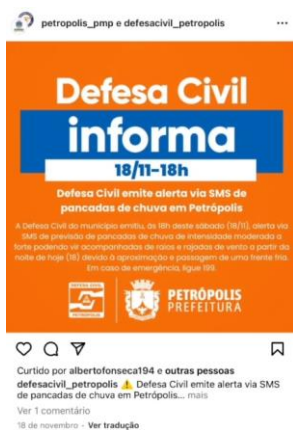 petropolis_pmp e defesacivil_petropolis
Defesa Civil
informa
18/11-18h
Defesa Civil emite alerta via SMS de
pancadas de chuva em Petrópolis
A Defesa Civil do município emitiu, às 18h deste sábado (18/11), alerta via
SMS de previsão de pancadas de chuva de intensidade moderada a
forte podendo vir acompanhadas de raios e rajadas de vento a partir da
noite de hoje (18) devido à aproximação e passagem de uma frente fria.
Em caso de emergência, ligue 199.
PETRÓPOLIS
PREFEITURA
Curtido por albertofonseca194 e outras pessoas
defesacivil_petropolis ⚠️ Defesa Civil emite alerta via SMS
de pancadas de chuva em Petrópolis... mais
Ver 1 comentário
18 de novembro · Ver tradução